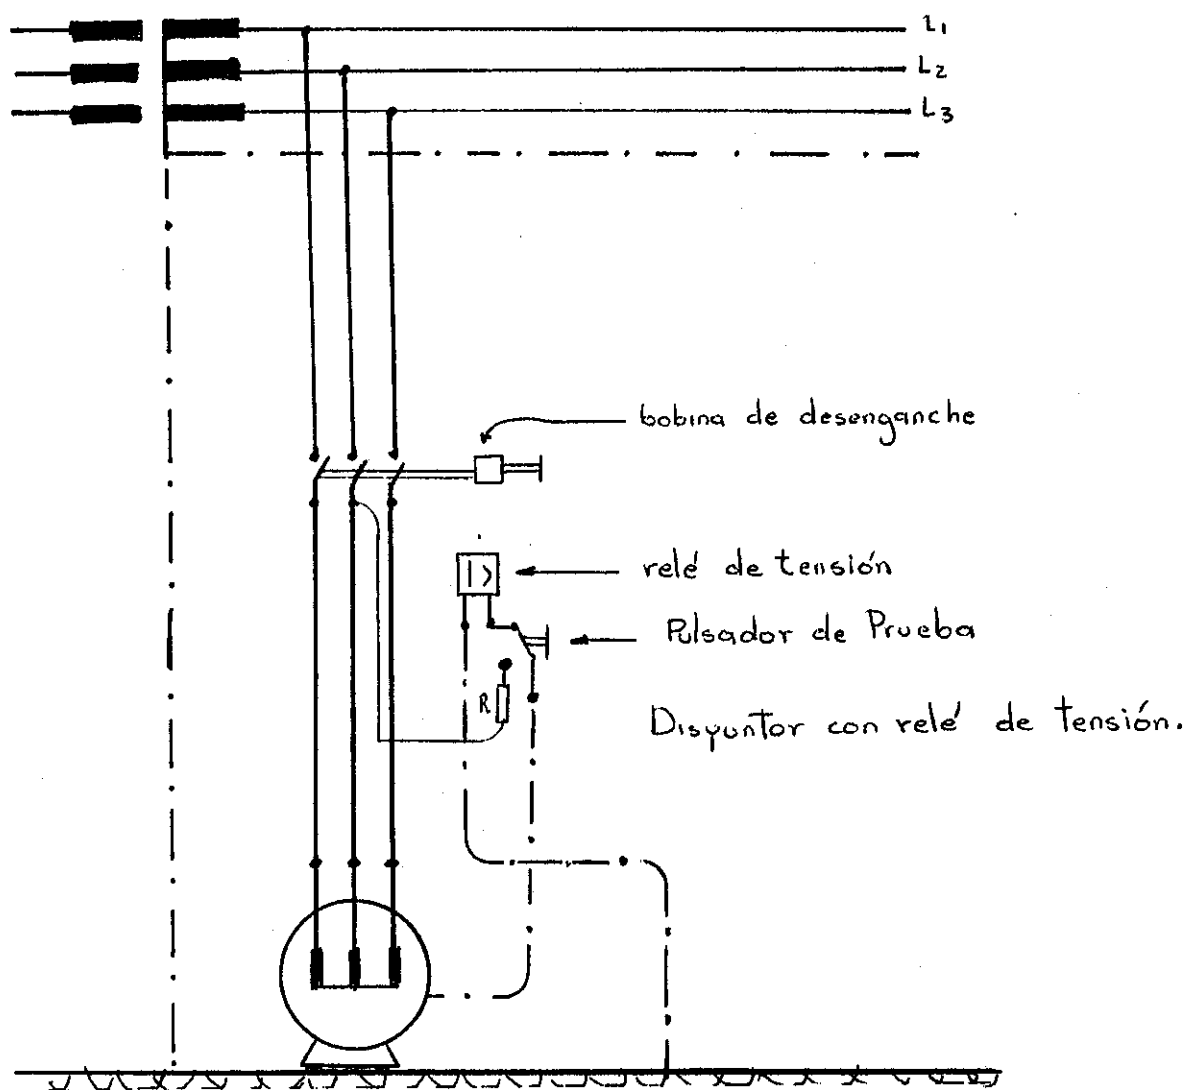 L1
L2
L3
bobina de desenganche
relé de tensión
Pulsador de Prueba
R
Disyuntor con relé de tensión.